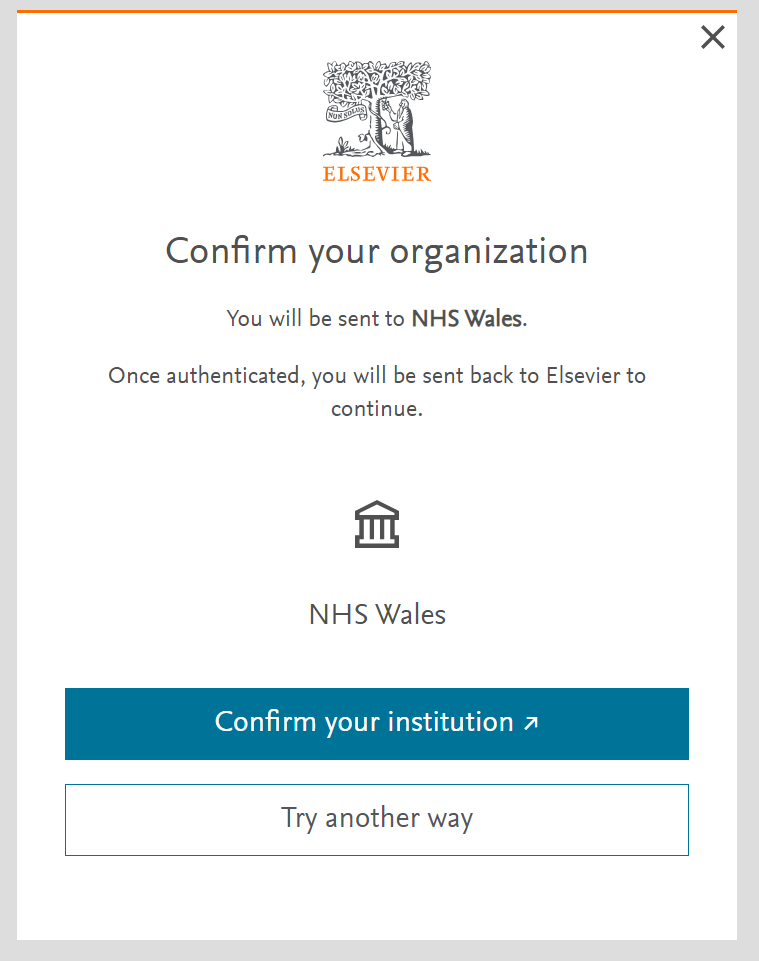 NON SOLUS
ELSEVIER
Confirm your organization
You will be sent to NHS Wales.
Once authenticated, you will be sent back to Elsevier to
continue.
NHS Wales
Confirm your institution ↗
Try another way